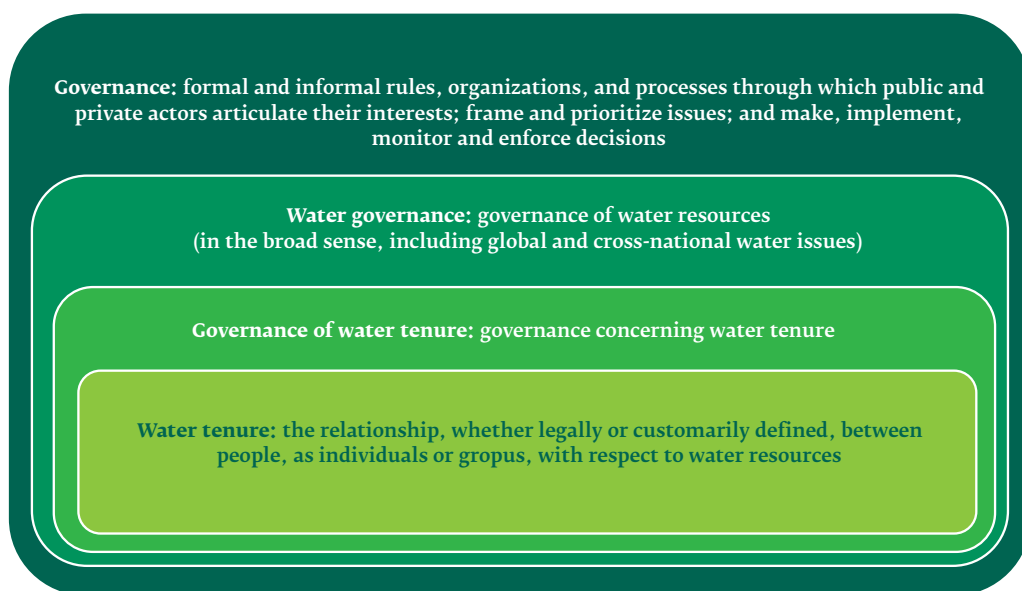 Governance: formal and informal rules, organizations, and processes through which public and
private actors articulate their interests; frame and prioritize issues; and make, implement,
monitor and enforce decisions
Water governance: governance of water resources
(in the broad sense, including global and cross-national water issues)
Governance of water tenure: governance concerning water tenure
Water tenure: the relationship, whether legally or customarily defined, between
people, as individuals or gropus, with respect to water resources